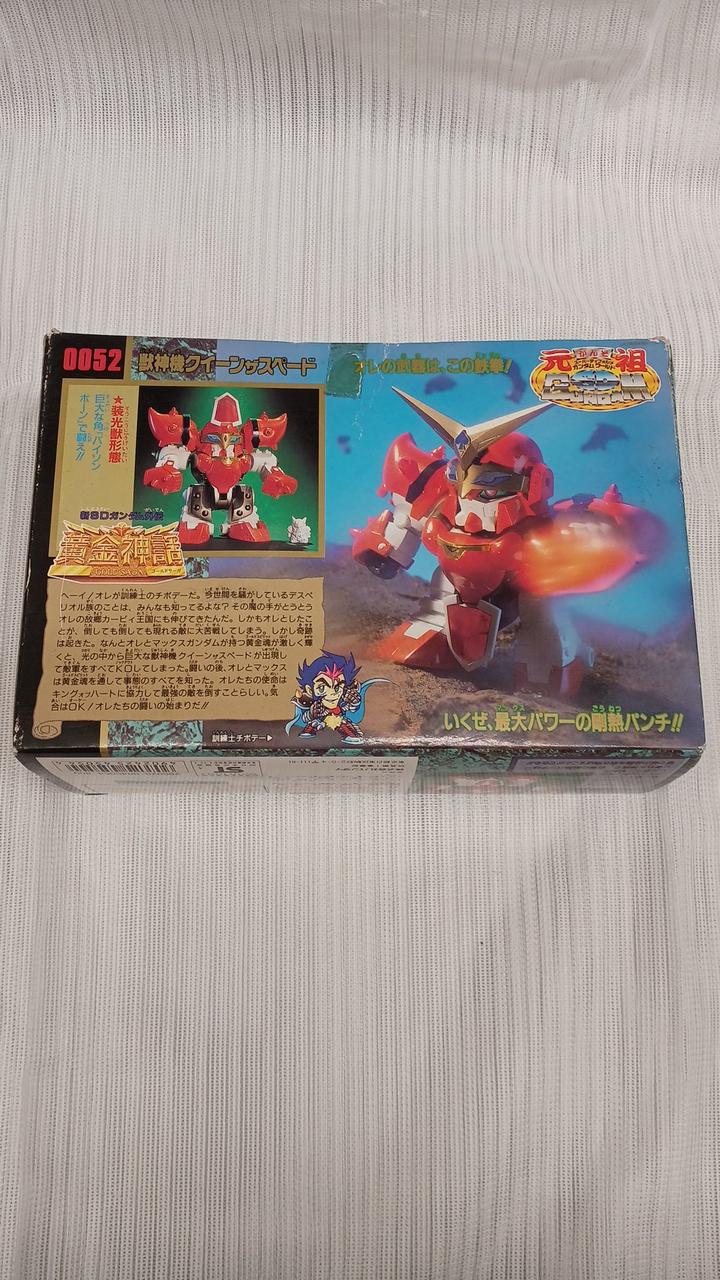 0052
獣神機クイーンザスペード
オレの武器は、この鉄拳!
元祖
SDガンダムワールド
★装光獣形態
巨大な角“バイソン
ホーン”で闘え!!
新SDガンダム外伝
黄金神話
GOLD SAGA
ゴールドサーガ
ヘーイ!オレが訓練士のチボデーだ。今世間を騒がしているデスペ
リオル族のことは、みんなも知ってるよな?その魔の手がとうとう
オレの故郷カービィ王国にも伸びてきたんだ。しかもオレとしたこ
とが、倒しても倒しても現れる敵に大苦戦してしまう。しかし奇跡
は起きた。なんとオレとマックスガンダムが持つ黄金魂が激しく輝
くと、光の中から巨大な獣神機クイーンザスペードが出現し
て敵軍をすべてKOしてしまった。闘いの後、オレとマックス
は黄金魂を通して事態のすべてを知った。オレたちの使命は
キングオブハートに協力して最強の敵を倒すことらしい。気
合はOK!オレたちの闘いの始まりだ!!
訓練士チボデー▶
いくぜ、最大パワーの剛熱パンチ!!
ST